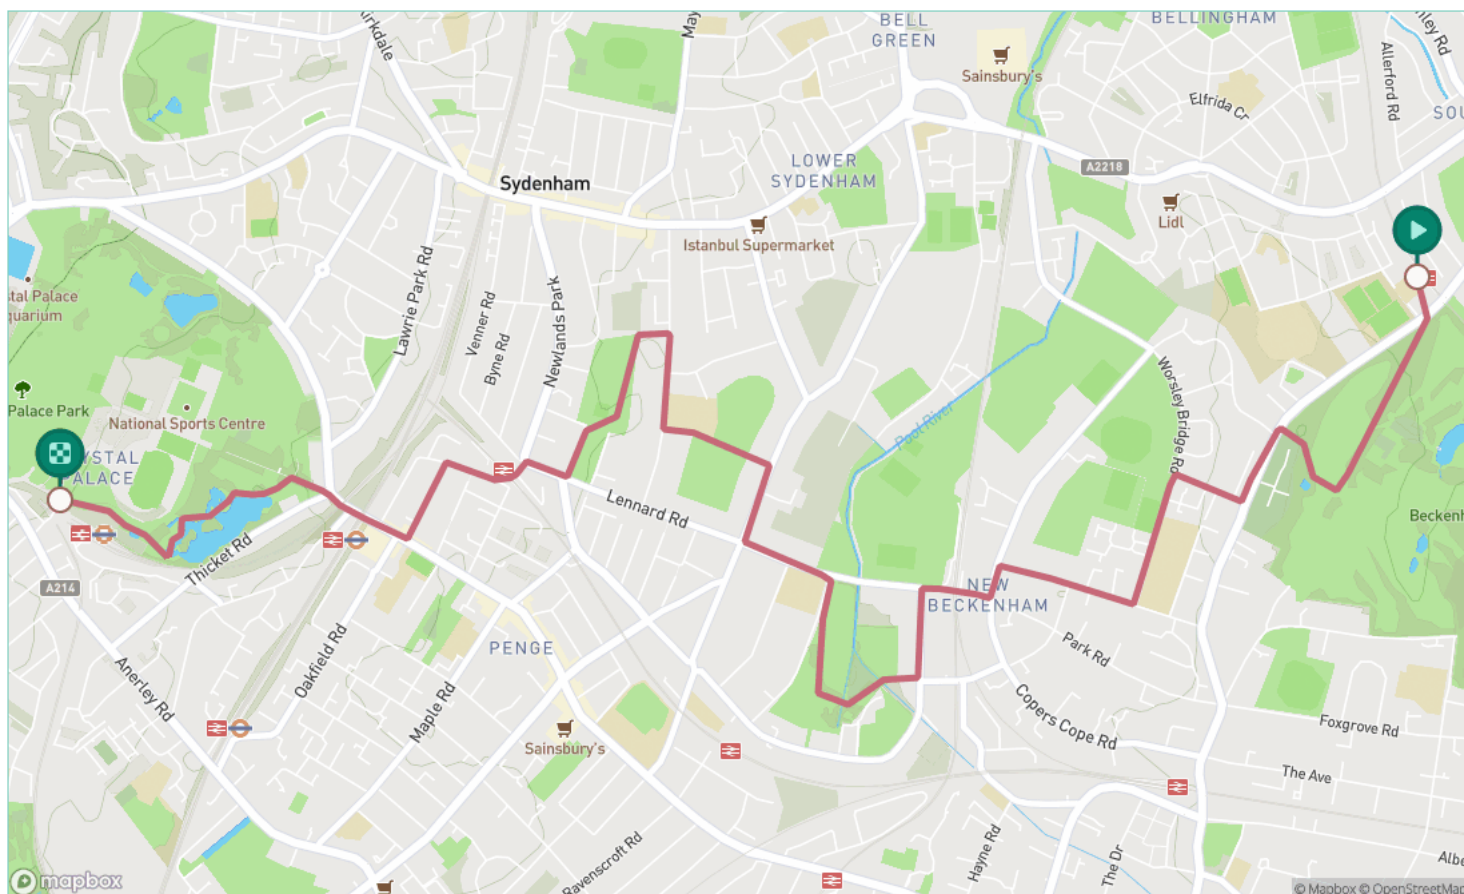 Kirkdale
BELL
GREEN
BELLINGHAM
Sainsbury's
Allerford Rd
Elfrida Cr
LOWER
SYDENHAM
A2218
Sydenham
Lidl
Istanbul Supermarket
Lawrie Park Rd
Venner Rd
Byne Rd
Newlands Park
Worsley Bridge Rd
National Sports Centre
Palace Park
Pool River
Lennard Rd
Thicket Rd
A214
NEW
BECKENHAM
PENGE
Park Rd
Oakfield Rd
Maple Rd
Anerley Rd
Copers Cope Rd
Foxgrove Rd
Sainsbury's
The Ave
Hayne Rd
The Dr
Ravenscroft Rd
mapbox
© Mapbox © OpenStreetMap